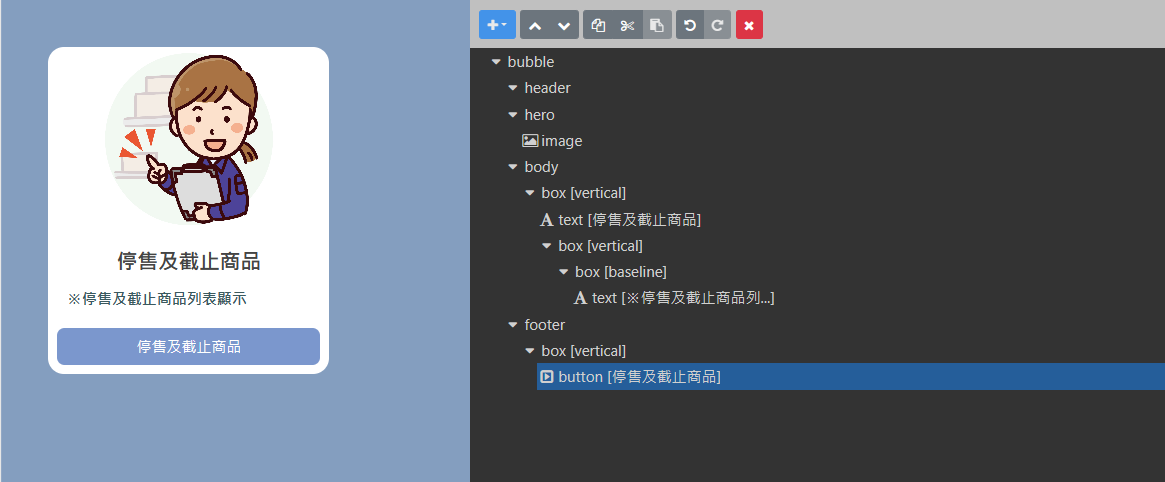 停售及截止商品
※停售及截止商品列表顯示
停售及截止商品
bubble
header
hero
image
body
box [vertical]
text [停售及截止商品]
box [vertical]
box [baseline]
text [※停售及截止商品列...]
footer
box [vertical]
button [停售及截止商品]